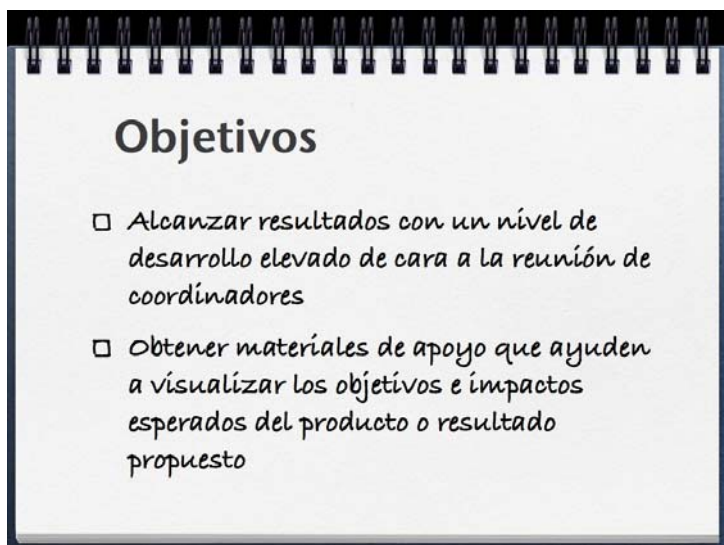 Objetivos
Alcanzar resultados con un nivel de
desarrollo elevado de cara a la reunión de
coordinadores
Obtener materiales de apoyo que ayuden
a visualizar los objetivos e impactos
esperados del producto o resultado
propuesto